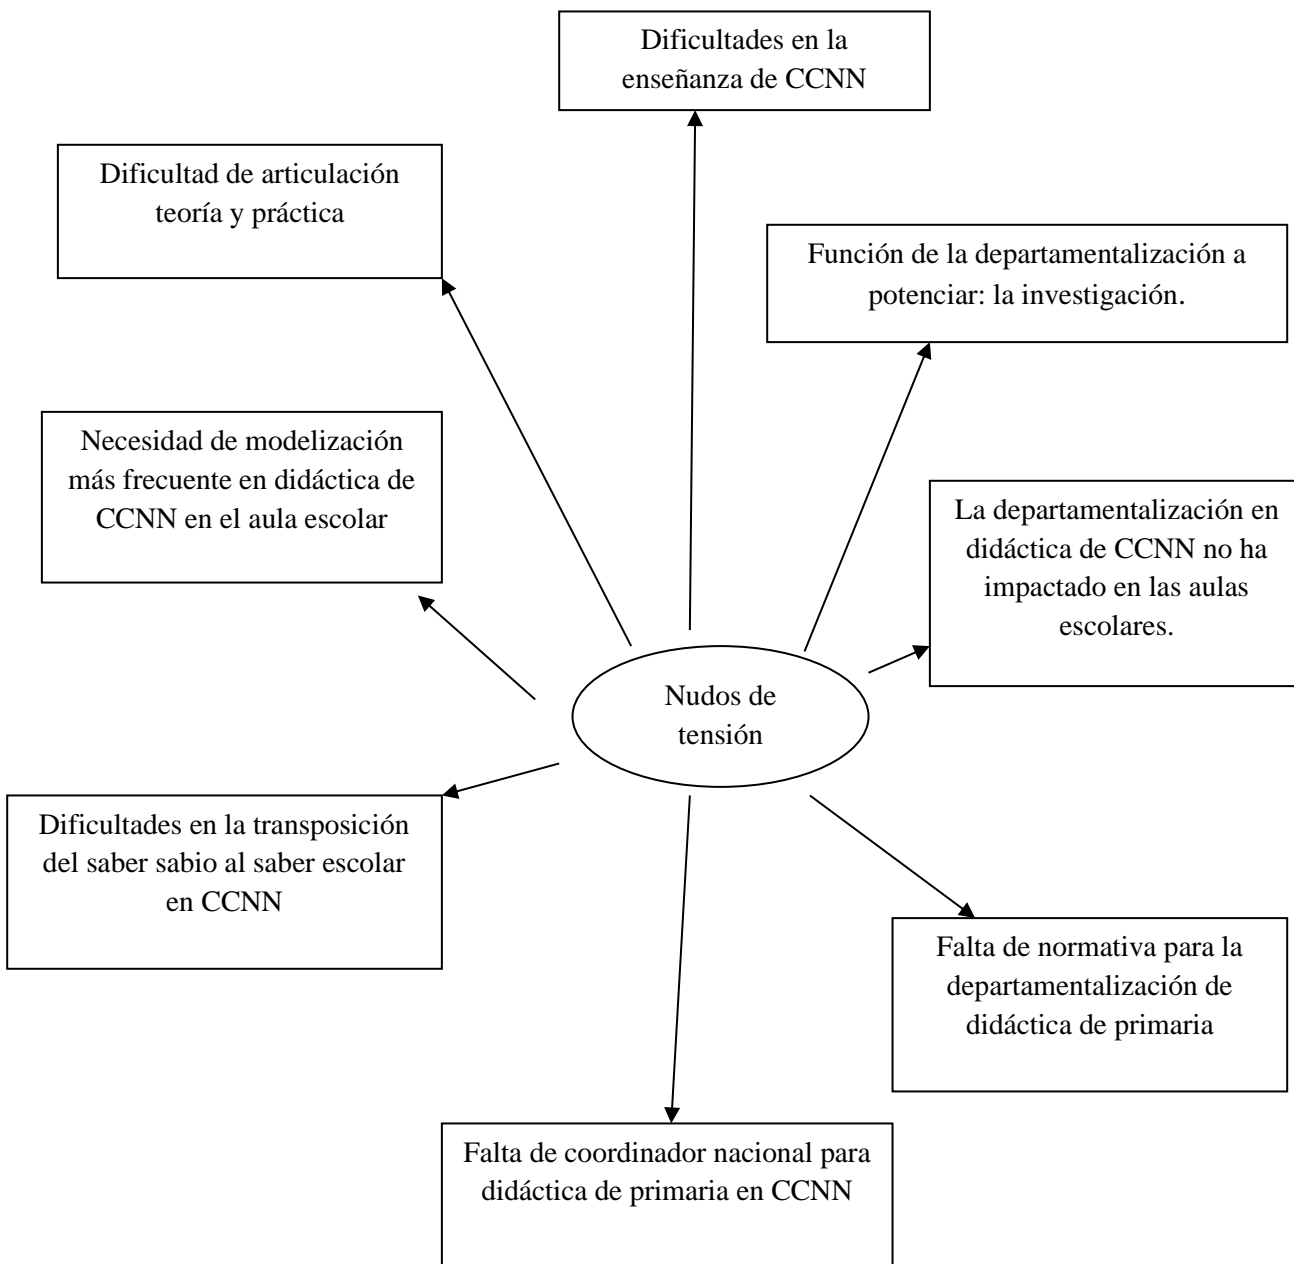 Dificultades en la
enseñanza de CCNN
Dificultad de articulación
teoría y práctica
Función de la departamentalización a
potenciar: la investigación.
Necesidad de modelización
más frecuente en didáctica de
CCNN en el aula escolar
La departamentalización en
didáctica de CCNN no ha
impactado en las aulas
escolares.
Nudos de
tensión
Dificultades en la transposición
del saber sabio al saber escolar
en CCNN
Falta de normativa para la
departamentalización de
didáctica de primaria
Falta de coordinador nacional para
didáctica de primaria en CCNN